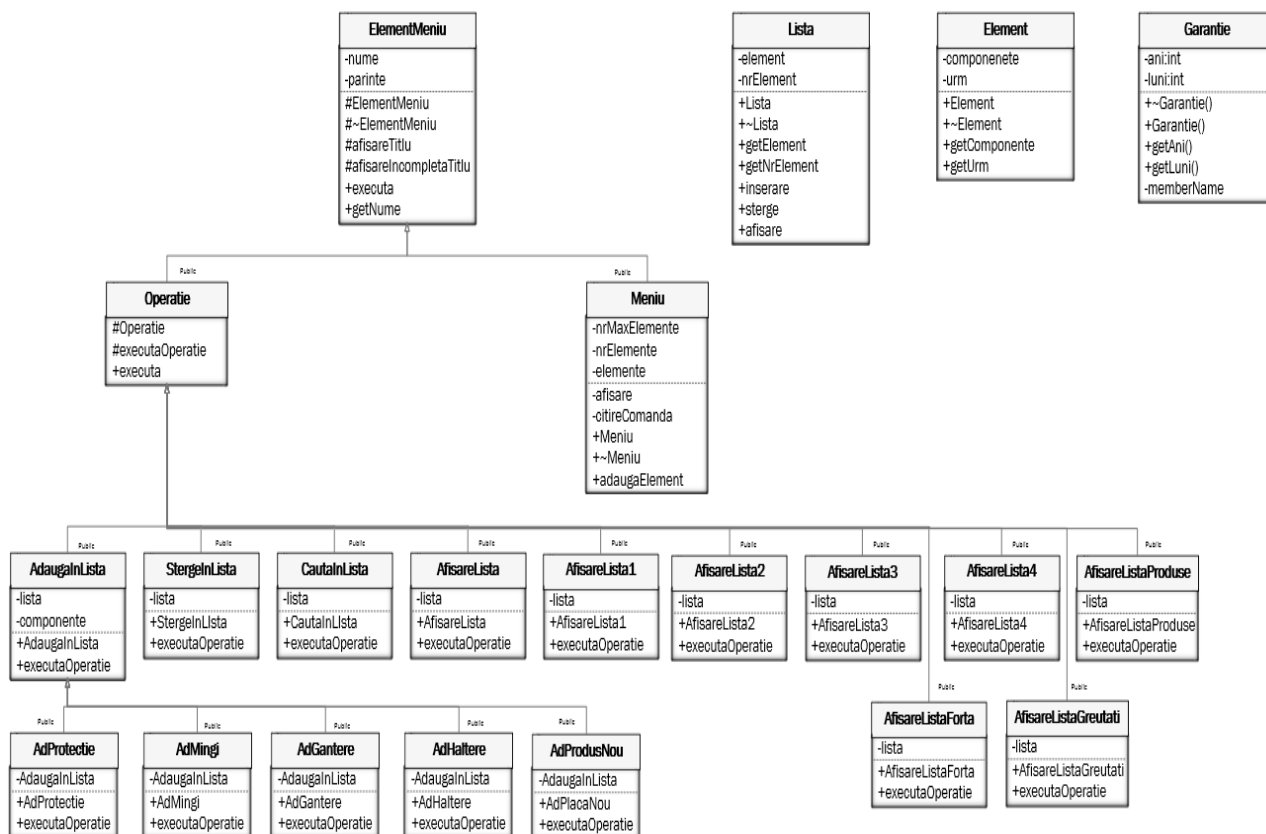 ElementMeniu
-nume
-parinte
#ElementMeniu
#~ElementMeniu
#afisareTitlu
#afisareIncompletaTitlu
+executa
+getNume
Lista
-element
-nrElement
+Lista
+~Lista
+getElement
+getNrElement
+inserare
+sterge
+afisare
Element
-componenete
-urm
+Element
+~Element
+getComponente
+getUrm
Garantie
-ani:int
-luni:int
+~Garantie()
+Garantie()
+getAni()
+getLuni()
-memberName
Public
Public
Operatie
#Operatie
#executaOperatie
+executa
Meniu
-nrMaxElemente
-nrElemente
-elemente
-afisare
-citireComanda
+Meniu
+~Meniu
+adaugaElement
Public
Public
Public
Public
Public
Public
Public
Public
Public
AdaugaInLista
-lista
-componente
+AdaugaInLista
+executaOperatie
StergeInLista
-lista
+StergeInLIsta
+executaOperatie
CautaInLista
-lista
+CautaInLIsta
+executaOperatie
AfisareLista
-lista
+AfisareLista
+executaOperatie
AfisareLista1
-lista
+AfisareLista1
+executaOperatie
AfisareLista2
-lista
+AfisareLista2
+executaOperatie
AfisareLista3
-lista
+AfisareLista3
+executaOperatie
AfisareLista4
-lista
+AfisareLista4
+executaOperatie
AfisareListaProduse
-lista
+AfisareListaProduse
+executaOperatie
Public
Public
AfisareListaForta
-lista
+AfisareListaForta
+executaOperatie
AfisareListaGreutati
-lista
+AfisareListaGreutati
+executaOperatie
Public
Public
Public
Public
Public
AdProtectie
-AdaugaInLista
+AdProtectie
+executaOperatie
AdMingi
-AdaugaInLista
+AdMingi
+executaOperatie
AdGantere
-AdaugaInLista
+AdGantere
+executaOperatie
AdHaltere
-AdaugaInLista
+AdHaltere
+executaOperatie
AdProdusNou
-AdaugaInLista
+AdPlacaNou
+executaOperatie